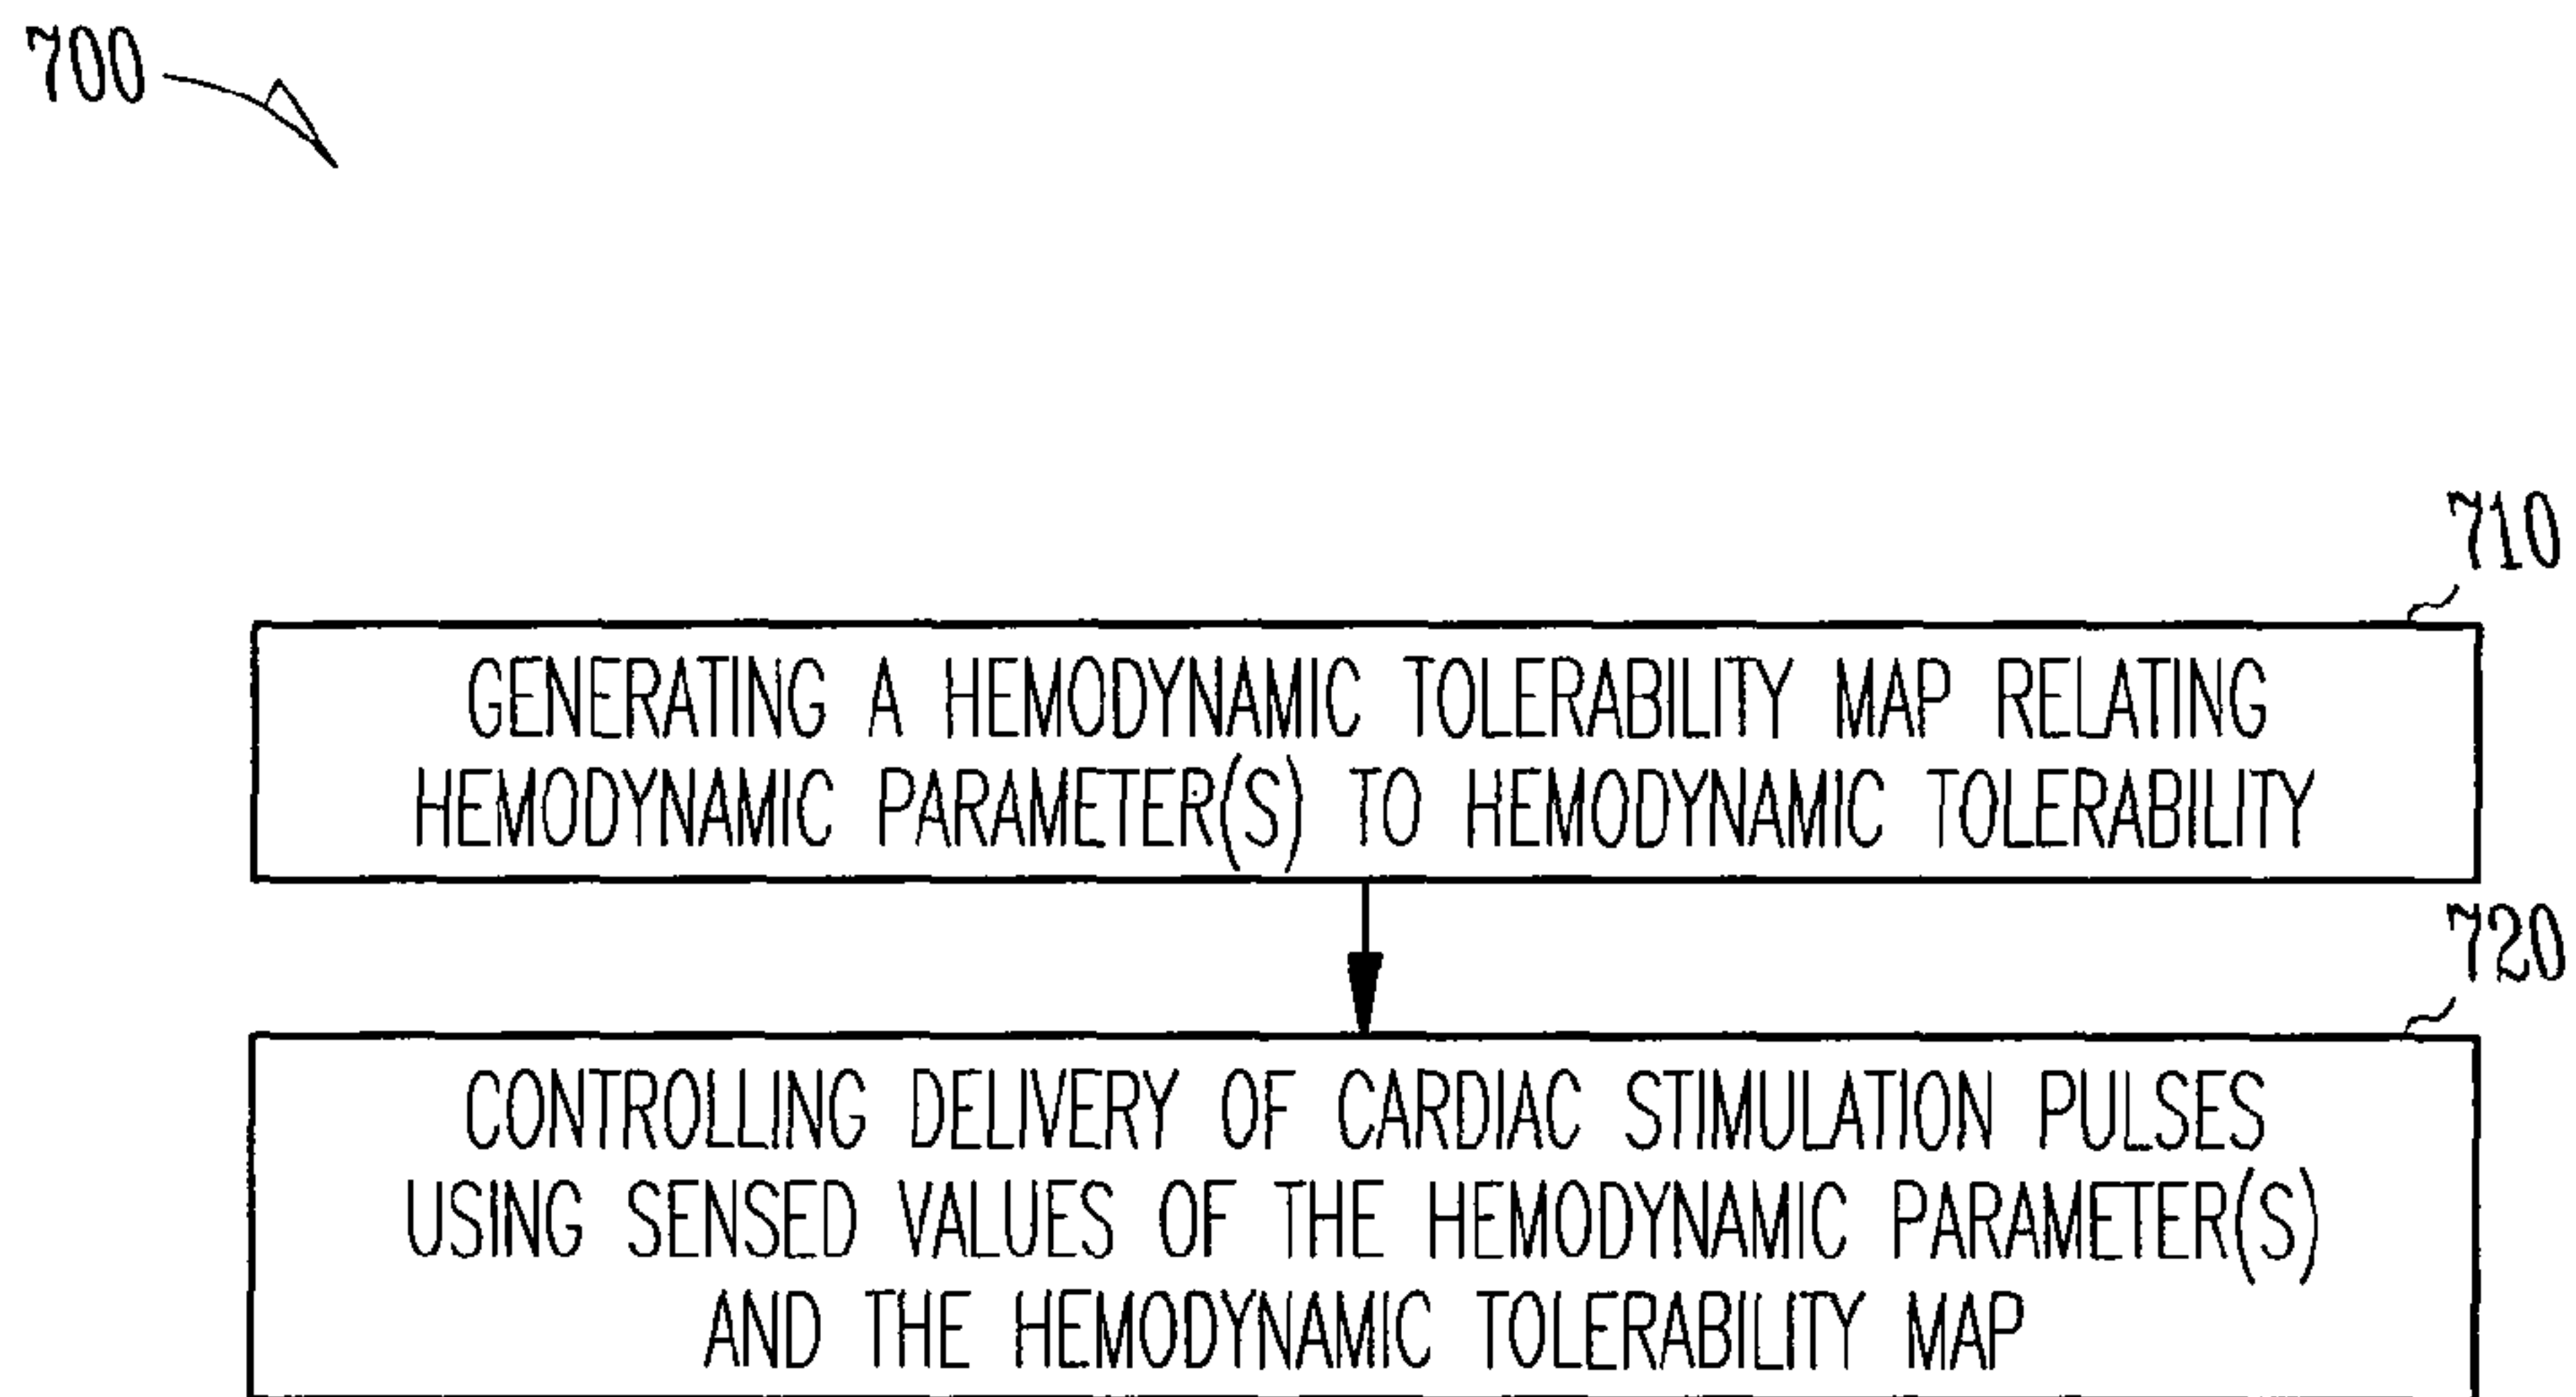 700
710
GENERATING A HEMODYNAMIC TOLERABILITY MAP RELATING
HEMODYNAMIC PARAMETER(S) TO HEMODYNAMIC TOLERABILITY
720
CONTROLLING DELIVERY OF CARDIAC STIMULATION PULSES
USING SENSED VALUES OF THE HEMODYNAMIC PARAMETER(S)
AND THE HEMODYNAMIC TOLERABILITY MAP